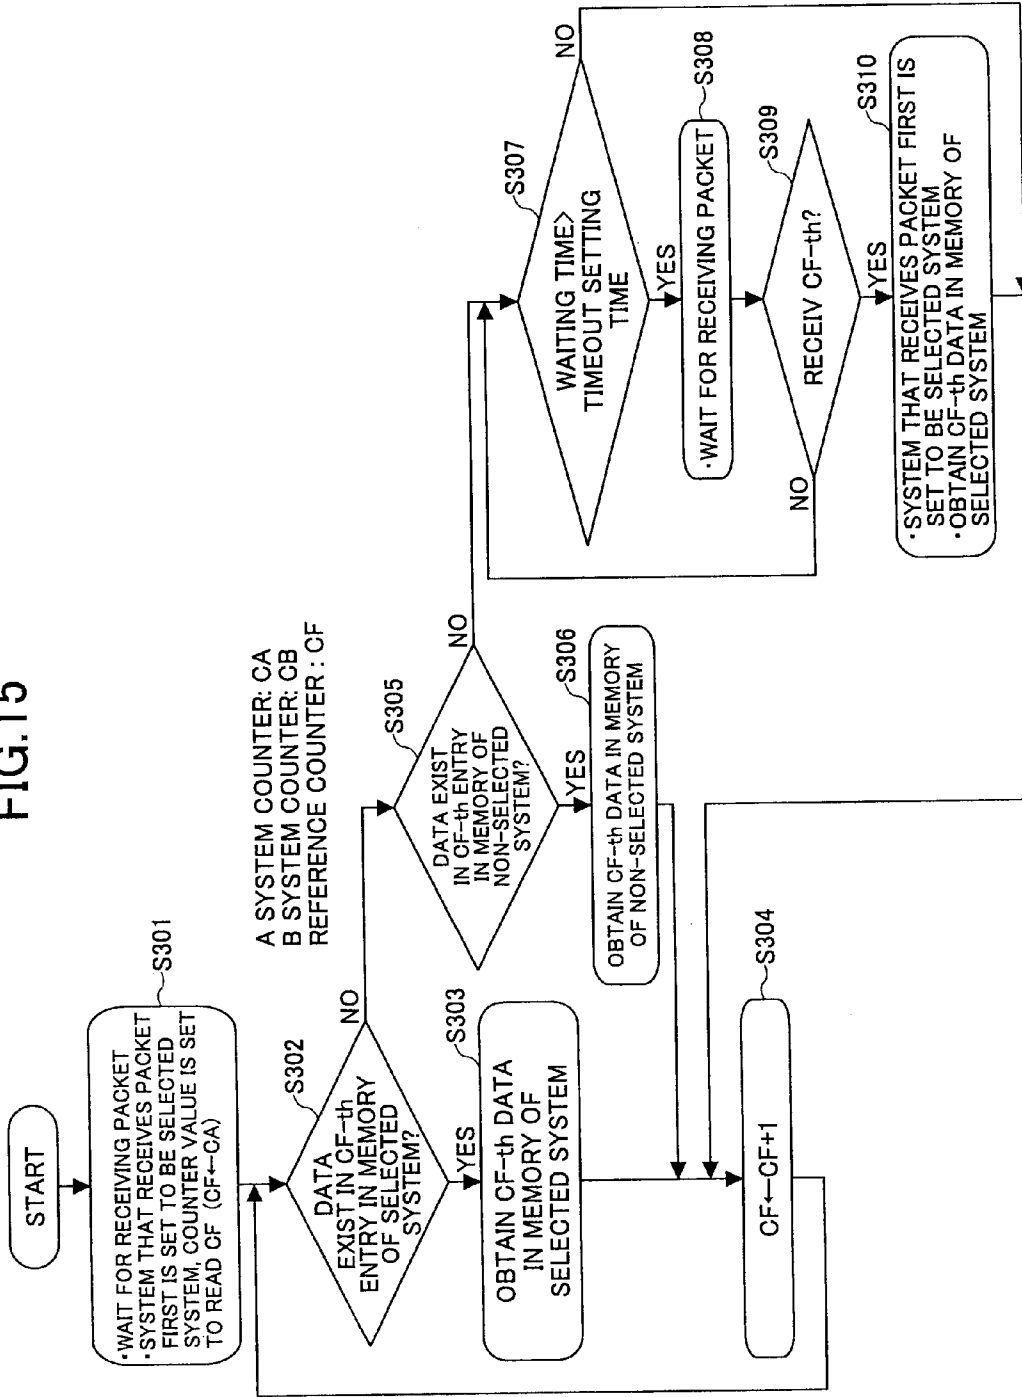 FIG.15
START
·WAIT FOR RECEIVING PACKET
·SYSTEM THAT RECEIVES PACKET
FIRST IS SET TO BE SELECTED
SYSTEM, COUNTER VALUE IS SET
TO READ CF (CF←CA)
S301
A SYSTEM COUNTER: CA
B SYSTEM COUNTER: CB
REFERENCE COUNTER : CF
DATA
EXIST IN CF-th
ENTRY IN MEMORY
OF SELECTED
SYSTEM?
S302
NO
YES
OBTAIN CF-th DATA
IN MEMORY OF
SELECTED SYSTEM
S303
CF←CF+1
S304
DATA EXIST
IN CF-th ENTRY
IN MEMORY OF
NON-SELECTED
SYSTEM?
S305
NO
YES
OBTAIN CF-th DATA IN MEMORY
OF NON-SELECTED SYSTEM
S306
WAITING TIME>
TIMEOUT SETTING
TIME
S307
NO
YES
·WAIT FOR RECEIVING PACKET
S308
RECEIV CF-th?
S309
NO
YES
·SYSTEM THAT RECEIVES PACKET FIRST IS
SET TO BE SELECTED SYSTEM
·OBTAIN CF-th DATA IN MEMORY OF
SELECTED SYSTEM
S310